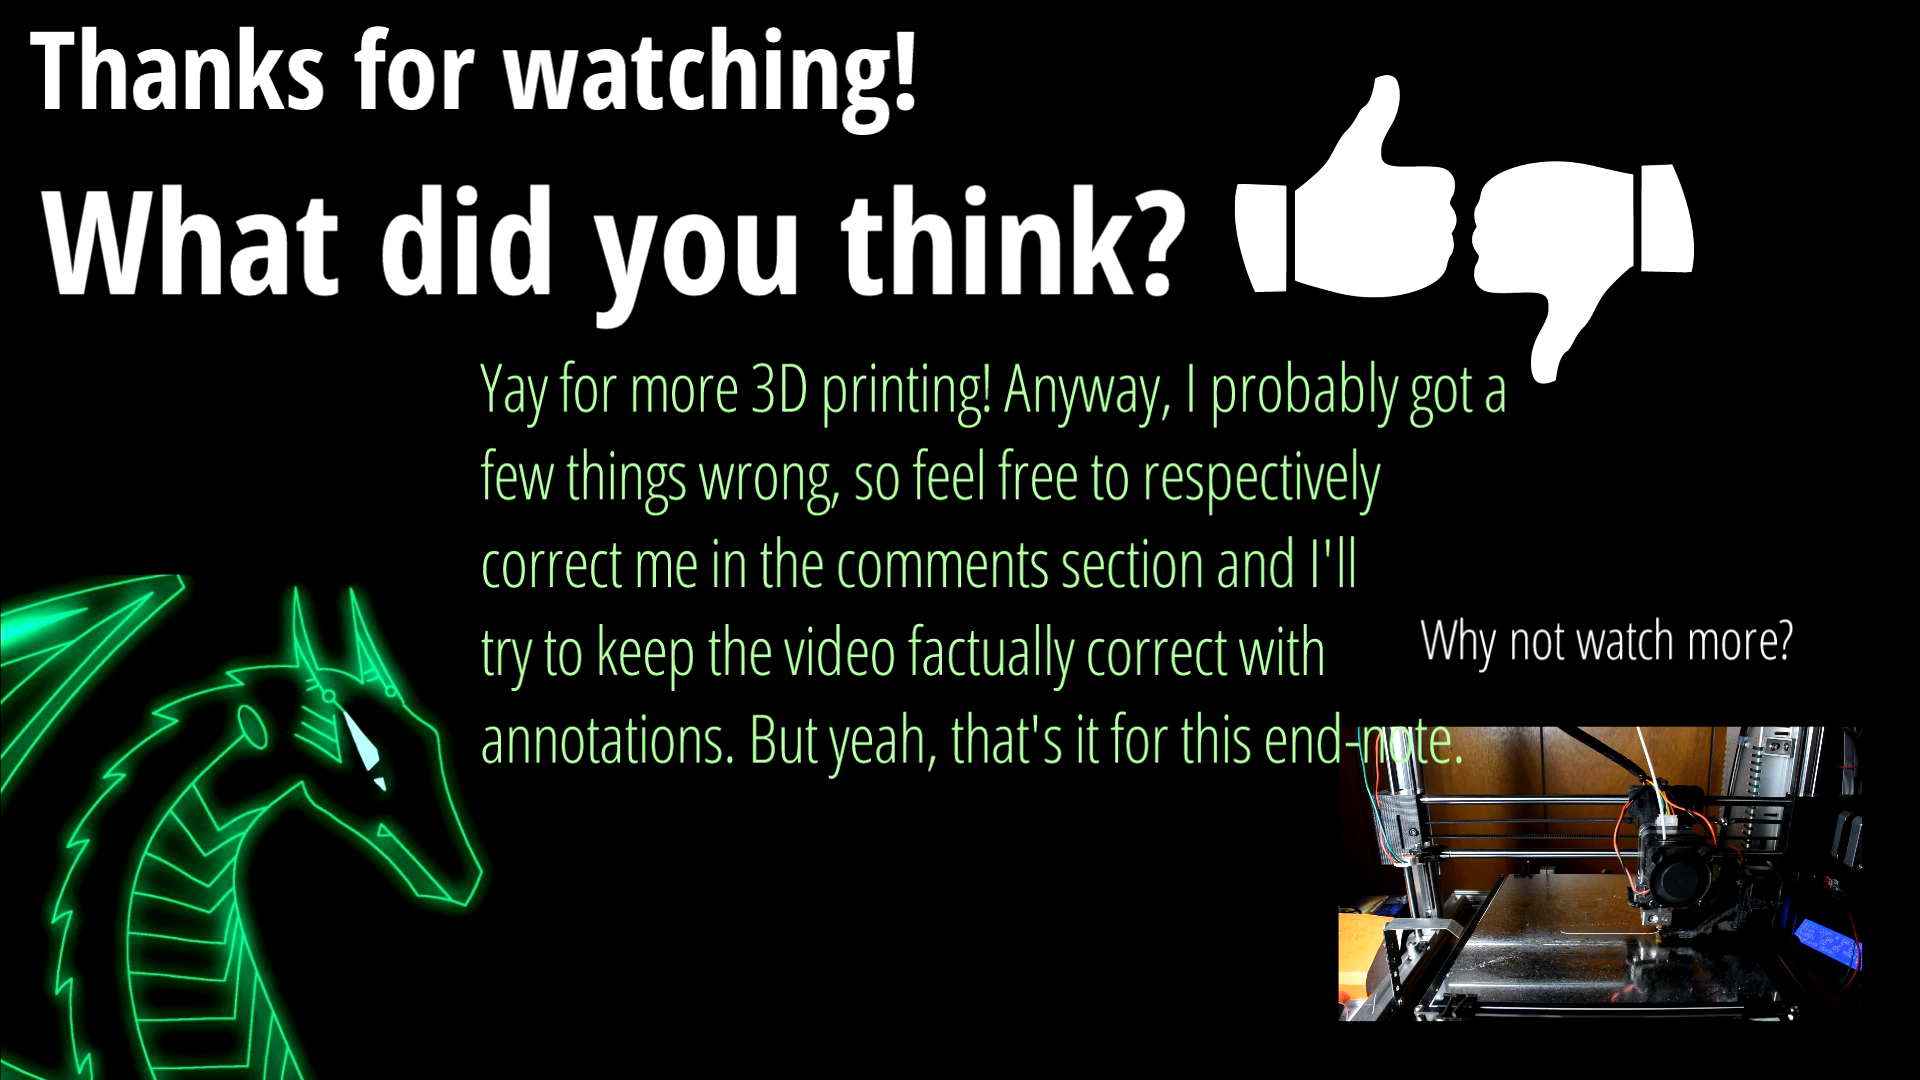 Thanks for watching!
What did you think?
Yay for more 3D printing! Anyway, I probably got a
few things wrong, so feel free to respectively
correct me in the comments section and I'll
try to keep the video factually correct with
annotations. But yeah, that's it for this end-note.
Why not watch more?